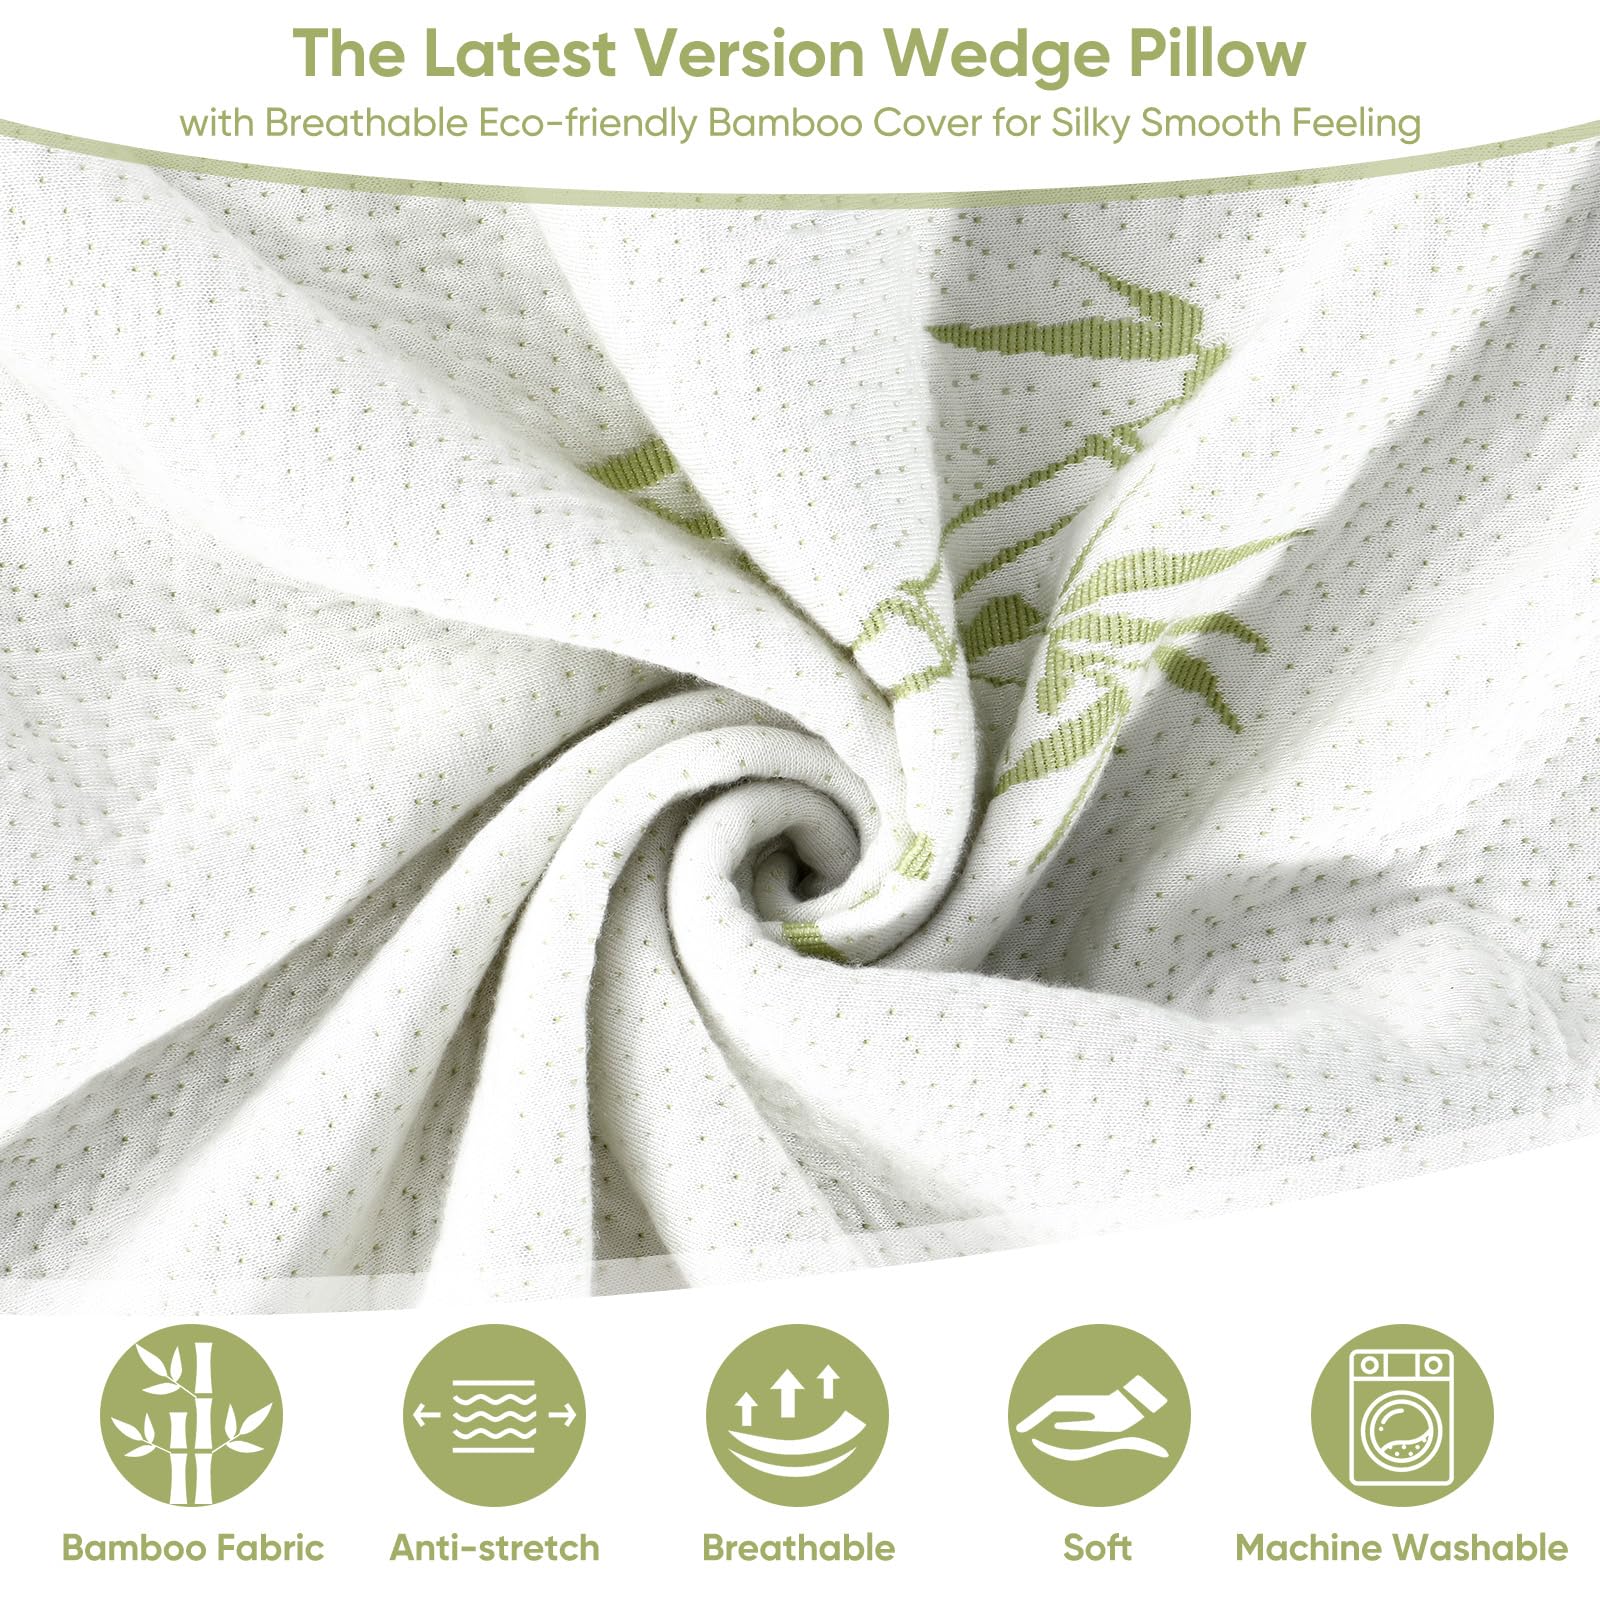 The Latest Version Wedge Pillow
with Breathable Eco-friendly Bamboo Cover for Silky Smooth Feeling
Bamboo Fabric
Anti-stretch
Breathable
Soft
Machine Washable